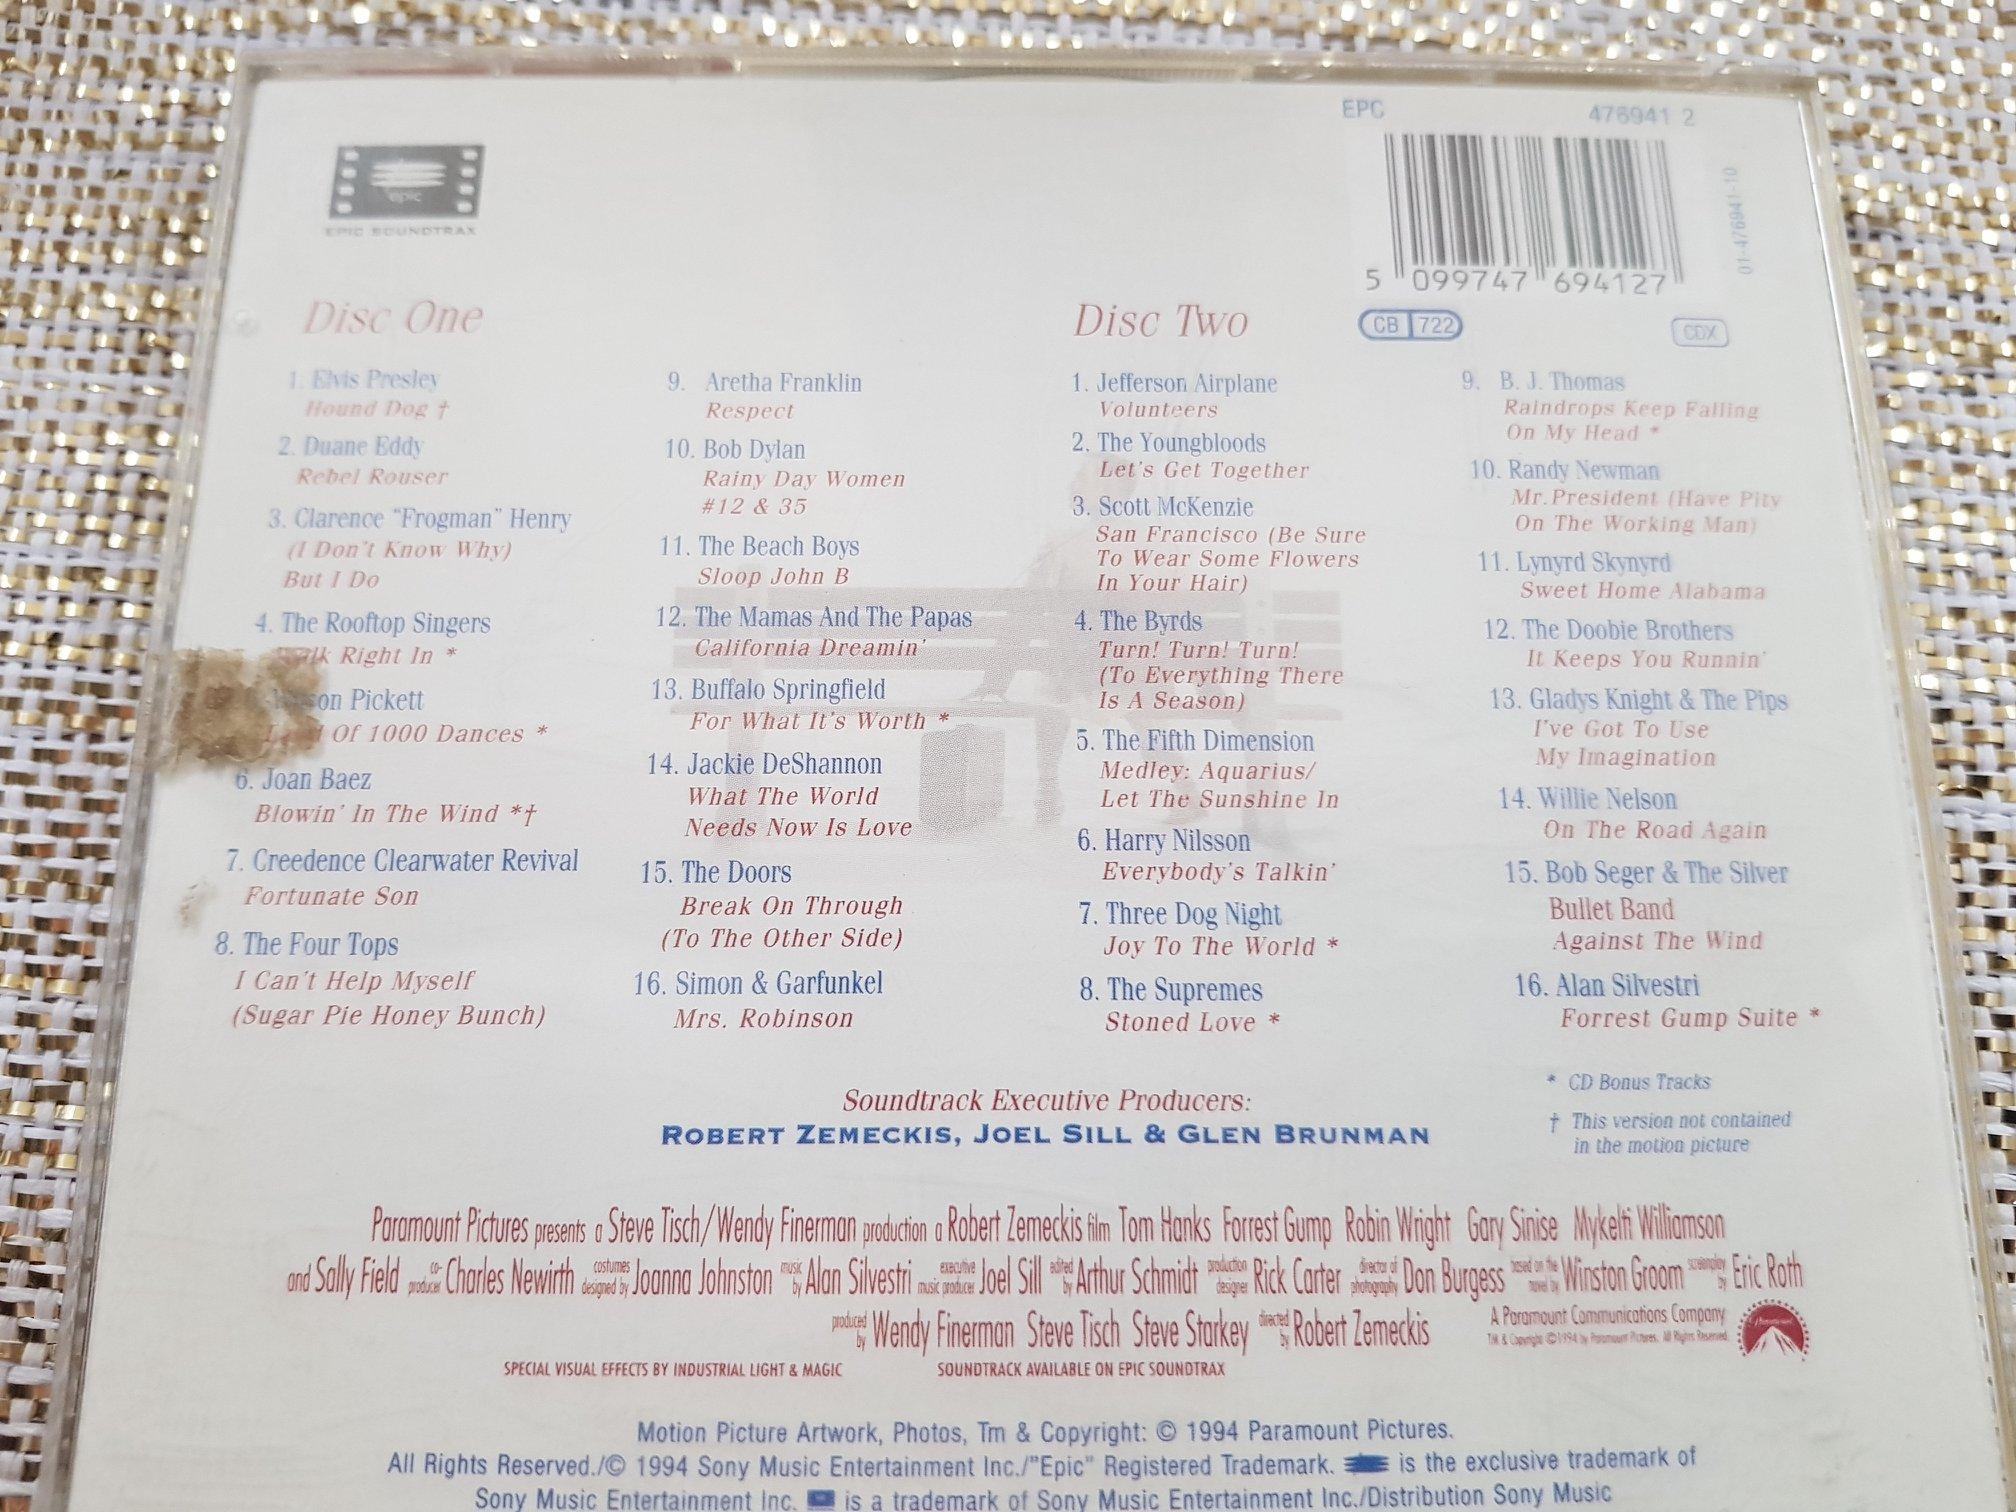 epic
EPIC SOUNDTRAX
EPC 476941 2
5 099747 694127
01-476941-10
CB 722
CDX
Disc One
1. Elvis Presley
Hound Dog †
2. Duane Eddy
Rebel Rouser
3. Clarence “Frogman” Henry
(I Don't Know Why)
But I Do
4. The Rooftop Singers
Right In *
Pickett
Of 1000 Dances *
6. Joan Baez
Blowin' In The Wind *†
7. Creedence Clearwater Revival
Fortunate Son
8. The Four Tops
I Can't Help Myself
(Sugar Pie Honey Bunch)
9. Aretha Franklin
Respect
10. Bob Dylan
Rainy Day Women
#12 & 35
11. The Beach Boys
Sloop John B
12. The Mamas And The Papas
California Dreamin'
13. Buffalo Springfield
For What It's Worth *
14. Jackie DeShannon
What The World
Needs Now Is Love
15. The Doors
Break On Through
(To The Other Side)
16. Simon & Garfunkel
Mrs. Robinson
Disc Two
1. Jefferson Airplane
Volunteers
2. The Youngbloods
Let's Get Together
3. Scott McKenzie
San Francisco (Be Sure
To Wear Some Flowers
In Your Hair)
4. The Byrds
Turn! Turn! Turn!
(To Everything There
Is A Season)
5. The Fifth Dimension
Medley: Aquarius/
Let The Sunshine In
6. Harry Nilsson
Everybody's Talkin'
7. Three Dog Night
Joy To The World *
8. The Supremes
Stoned Love *
9. B. J. Thomas
Raindrops Keep Falling
On My Head *
10. Randy Newman
Mr. President (Have Pity
On The Working Man)
11. Lynyrd Skynyrd
Sweet Home Alabama
12. The Doobie Brothers
It Keeps You Runnin'
13. Gladys Knight & The Pips
I've Got To Use
My Imagination
14. Willie Nelson
On The Road Again
15. Bob Seger & The Silver
Bullet Band
Against The Wind
16. Alan Silvestri
Forrest Gump Suite *
* CD Bonus Tracks
† This version not contained
in the motion picture
Soundtrack Executive Producers:
ROBERT ZEMECKIS, JOEL SILL & GLEN BRUNMAN
Paramount Pictures presents a Steve Tisch/Wendy Finerman production a Robert Zemeckis film Tom Hanks Forrest Gump Robin Wright Gary Sinise Mykelti Williamson
and Sally Field co-producer Charles Newirth costumes designed by Joanna Johnston music by Alan Silvestri executive music producer Joel Sill edited by Arthur Schmidt production designer Rick Carter director of photography Don Burgess based on the novel by Winston Groom screenplay by Eric Roth
produced by Wendy Finerman Steve Tisch Steve Starkey directed by Robert Zemeckis
A Paramount Communications Company
TM & Copyright ©1994 by Paramount Pictures. All Rights Reserved.
Paramount
SPECIAL VISUAL EFFECTS BY INDUSTRIAL LIGHT & MAGIC SOUNDTRACK AVAILABLE ON EPIC SOUNDTRAX
Motion Picture Artwork, Photos, Tm & Copyright: © 1994 Paramount Pictures.
All Rights Reserved./© 1994 Sony Music Entertainment Inc./"Epic" Registered Trademark. is the exclusive trademark of
Sony Music Entertainment Inc. is a trademark of Sony Music Entertainment Inc./Distribution Sony Music